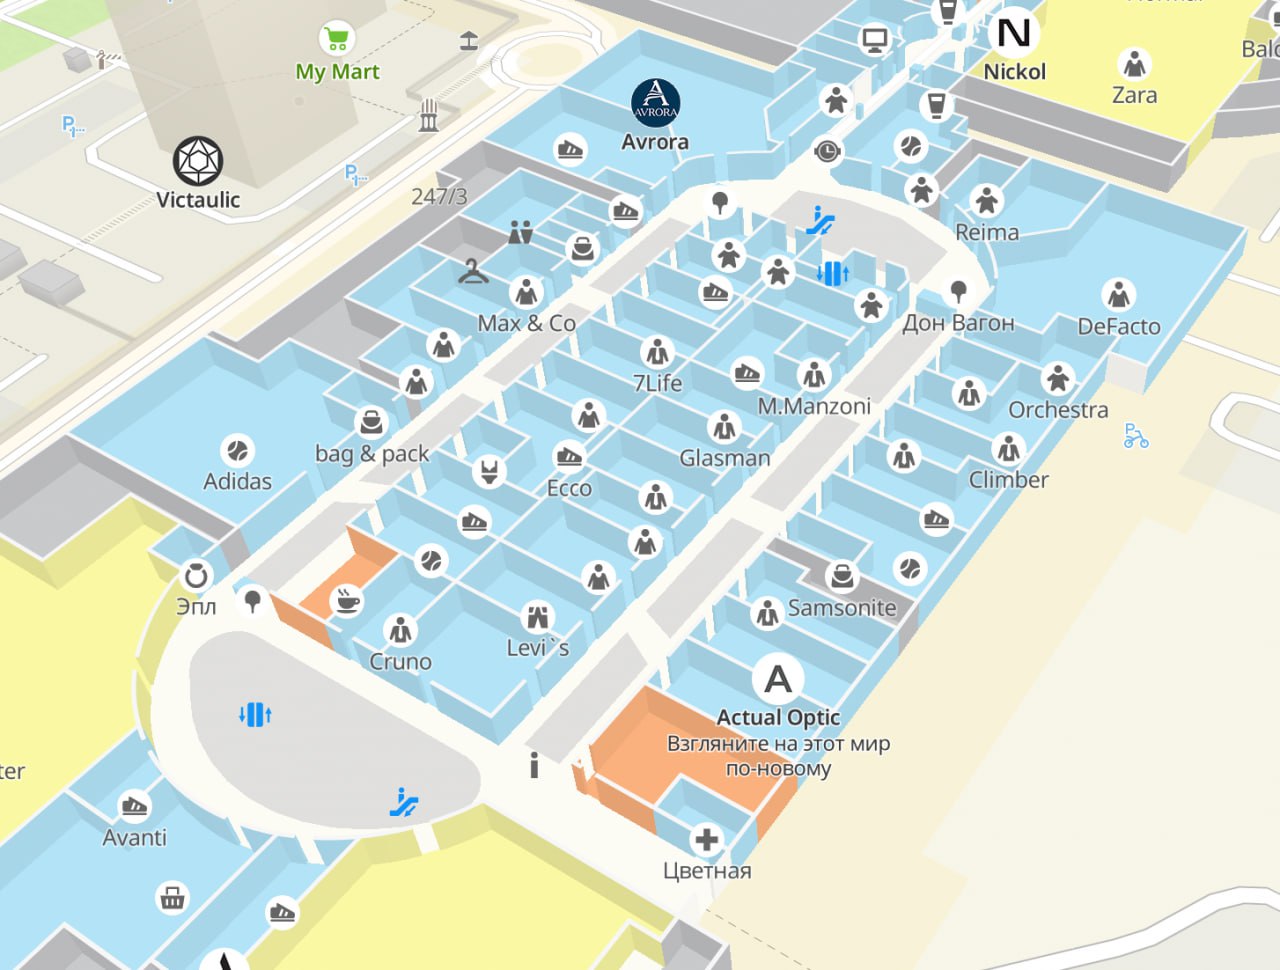 My Mart
N
Nickol
Zara
AVRORA
Avrora
Victaulic
P
P
247/3
Reima
Max & Co
Дон Вагон
DeFacto
7Life
M.Manzoni
Orchestra
bag & pack
Adidas
Ecco
Glasman
Climber
P
Эпл
Samsonite
Cruno
Levi`s
A
Actual Optic
Взгляните на этот мир
по-новому
i
Avanti
Цветная